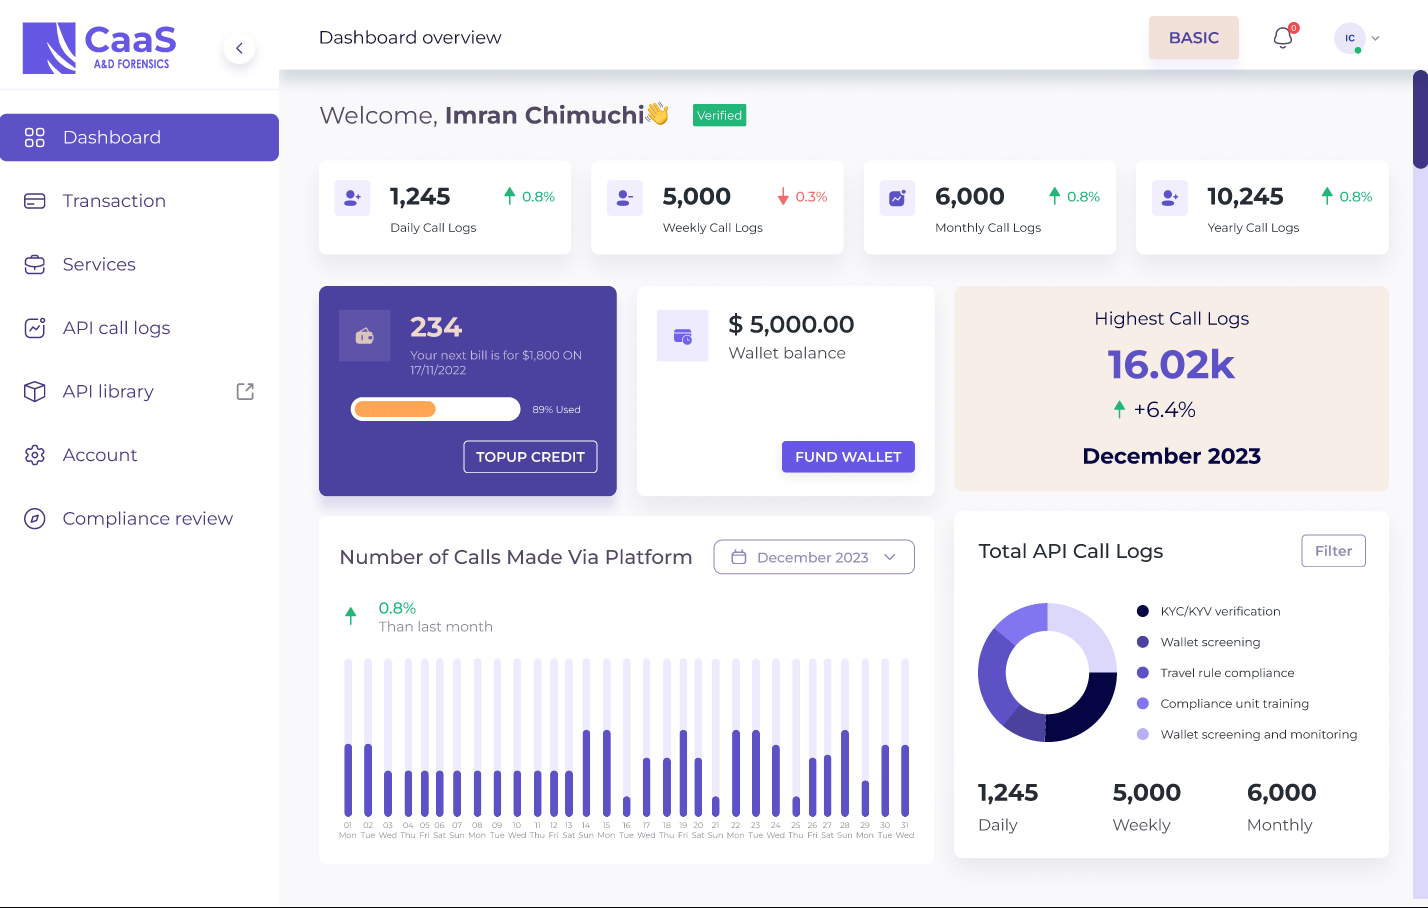 CaaS
A&D FORENSICS
Dashboard overview
BASIC
0
IC
Dashboard
Transaction
Services
API call logs
API library
Account
Compliance review
Welcome, Imran Chimuchi
Verified
1,245
0.8%
Daily Call Logs
5,000
0.3%
Weekly Call Logs
6,000
0.8%
Monthly Call Logs
10,245
0.8%
Yearly Call Logs
234
Your next bill is for $1,800 ON
17/11/2022
89% Used
TOPUP CREDIT
$ 5,000.00
Wallet balance
FUND WALLET
Highest Call Logs
16.02k
+6.4%
December 2023
Number of Calls Made Via Platform
December 2023
0.8%
Than last month
01 02 03 04 05 06 07 08 09 10 11 12 13 14 15 16 17 18 19 20 21 22 23 24 25 26 27 28 29 30 31
Mon Tue Wed Thu Fri Sat Sun Mon Tue Wed Thu Fri Sat Sun Mon Tue Wed Thu Fri Sat Sun Mon Tue Wed Thu Fri Sat Sun Mon Tue Wed
Total API Call Logs
Filter
KYC/KYV verification
Wallet screening
Travel rule compliance
Compliance unit training
Wallet screening and monitoring
1,245
Daily
5,000
Weekly
6,000
Monthly